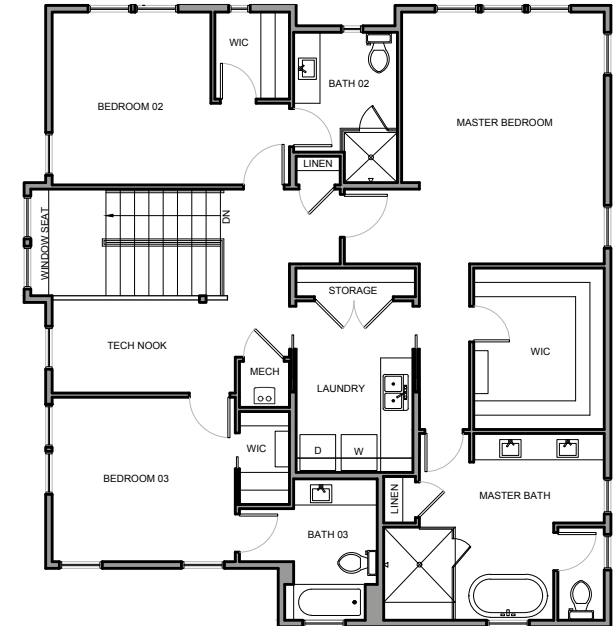 WIC
BATH 02
BEDROOM 02
MASTER BEDROOM
LINEN
WINDOW SEAT
DN
STORAGE
TECH NOOK
WIC
MECH
LAUNDRY
WIC
D
W
BEDROOM 03
MASTER BATH
LINEN
BATH 03